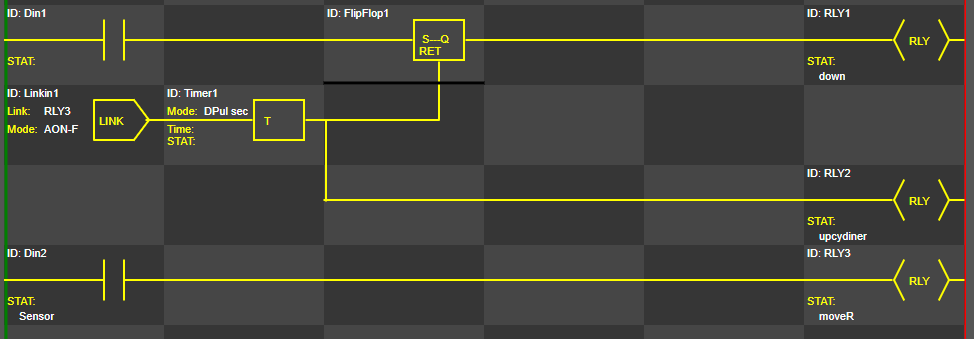 ID: Din1
ID: FlipFlop1
ID: RLY1
S---Q
RET
RLY
STAT:
STAT:
down
ID: Linkin1
ID: Timer1
Link: RLY3
Mode: DPul sec
LINK
T
Mode: AON-F
Time:
STAT:
ID: RLY2
RLY
STAT:
upcydiner
ID: Din2
ID: RLY3
RLY
STAT:
STAT:
Sensor
moveR